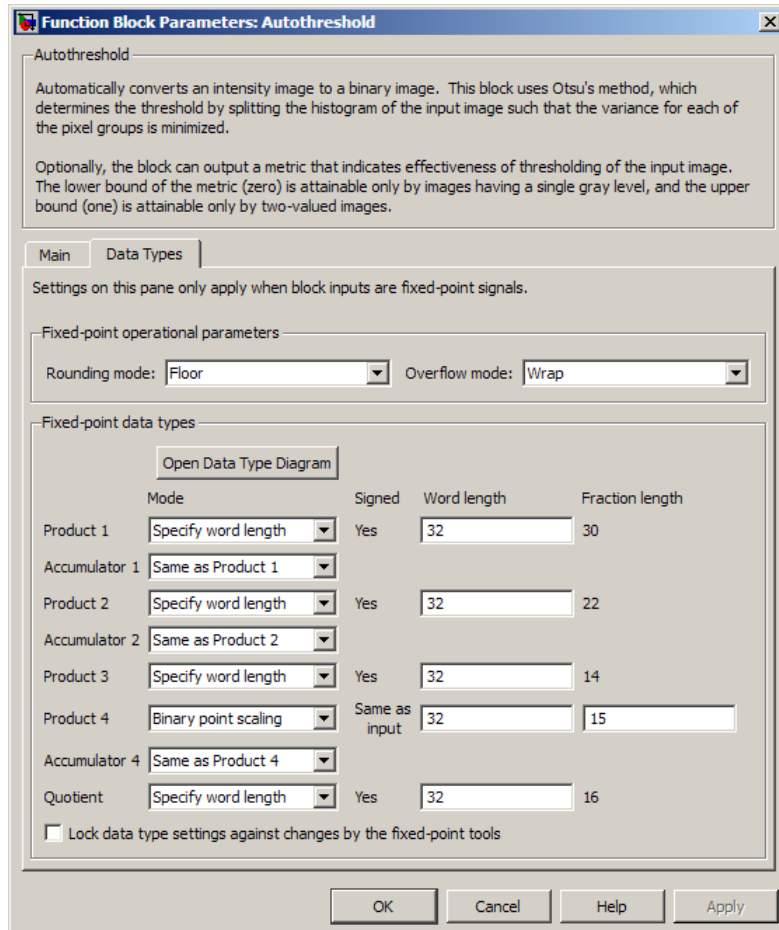 Function Block Parameters: Autothreshold
Autothreshold
Automatically converts an intensity image to a binary image.  This block uses Otsu's method, which
determines the threshold by splitting the histogram of the input image such that the variance for each of
the pixel groups is minimized.
Optionally, the block can output a metric that indicates effectiveness of thresholding of the input image.
The lower bound of the metric (zero) is attainable only by images having a single gray level, and the upper
bound (one) is attainable only by two-valued images.
Main Data Types
Settings on this pane only apply when block inputs are fixed-point signals.
Fixed-point operational parameters
Rounding mode: Floor Overflow mode: Wrap
Fixed-point data types
Open Data Type Diagram
Mode Signed Word length Fraction length
Product 1 Specify word length Yes 32 30
Accumulator 1 Same as Product 1
Product 2 Specify word length Yes 32 22
Accumulator 2 Same as Product 2
Product 3 Specify word length Yes 32 14
Product 4 Binary point scaling Same as input 32 15
Accumulator 4 Same as Product 4
Quotient Specify word length Yes 32 16
Lock data type settings against changes by the fixed-point tools
OK Cancel Help Apply